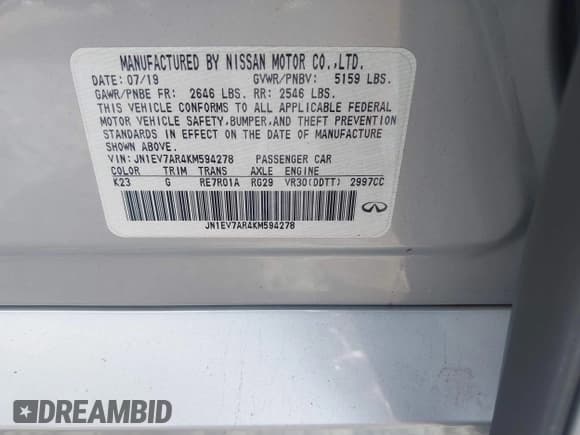 MANUFACTURED BY NISSAN MOTOR CO.,LTD.
DATE: 07/19 GVWR/PNBV: 5159 LBS.
GAWR/PNBE FR: 2646 LBS. RR: 2546 LBS.
THIS VEHICLE CONFORMS TO ALL APPLICABLE FEDERAL
MOTOR VEHICLE SAFETY,BUMPER,AND THEFT PREVENTION
STANDARDS IN EFFECT ON THE DATE OF MANUFACTURE
SHOWN ABOVE.
VIN: JN1EV7AR4KM594278 PASSENGER CAR
COLOR TRIM TRANS AXLE ENGINE
K23 G RE7R01A RG29 VR30(DDTT) 2997CC
JN1EV7AR4KM594278
INFINITI
DREAMBID